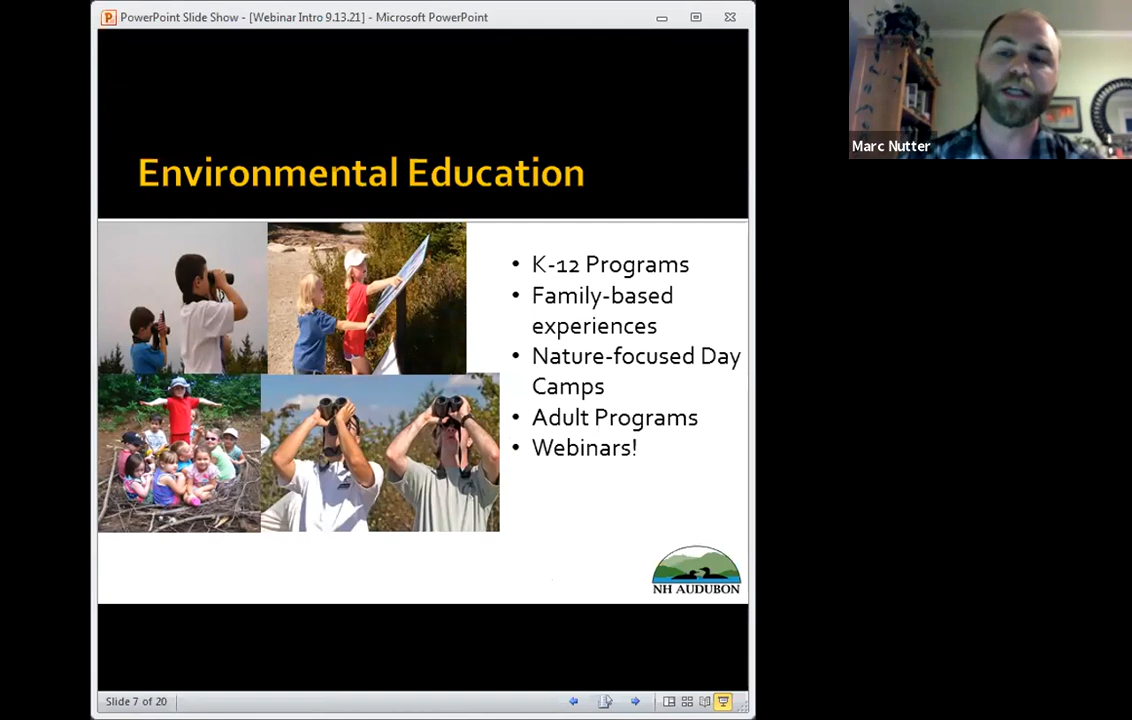 PowerPoint Slide Show - [Webinar Intro 9.13.21] - Microsoft PowerPoint
Marc Nutter
Environmental Education
• K-12 Programs
• Family-based
experiences
• Nature-focused Day
Camps
• Adult Programs
• Webinars!
NH AUDUBON
Slide 7 of 20